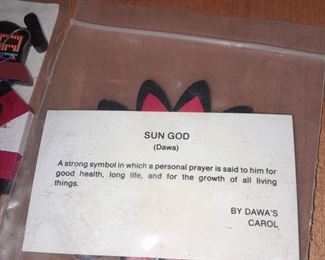 SUN GOD
(Dawa)
A strong symbol in which a personal prayer is said to him for
good health, long life, and for the growth of all living
things.
BY DAWA'S
CAROL